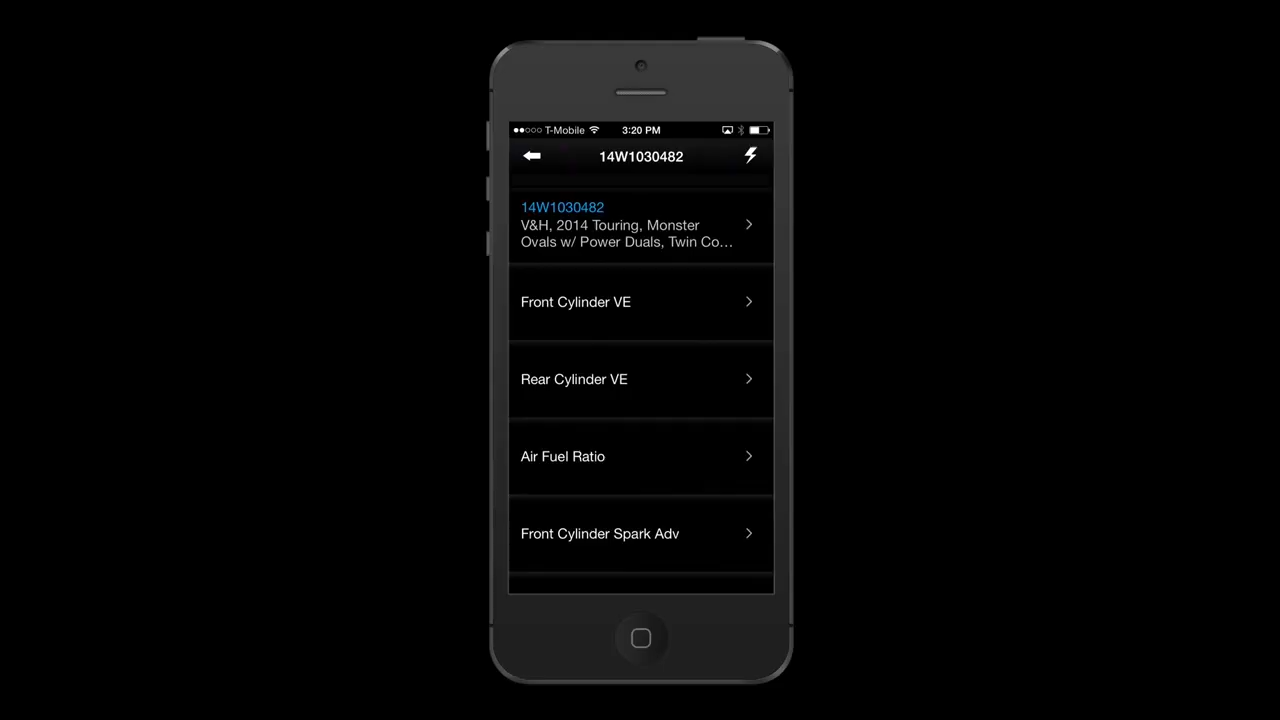 T-Mobile 3:20 PM
14W1030482
14W1030482
V&H, 2014 Touring, Monster
Ovals w/ Power Duals, Twin Co…
Front Cylinder VE
Rear Cylinder VE
Air Fuel Ratio
Front Cylinder Spark Adv